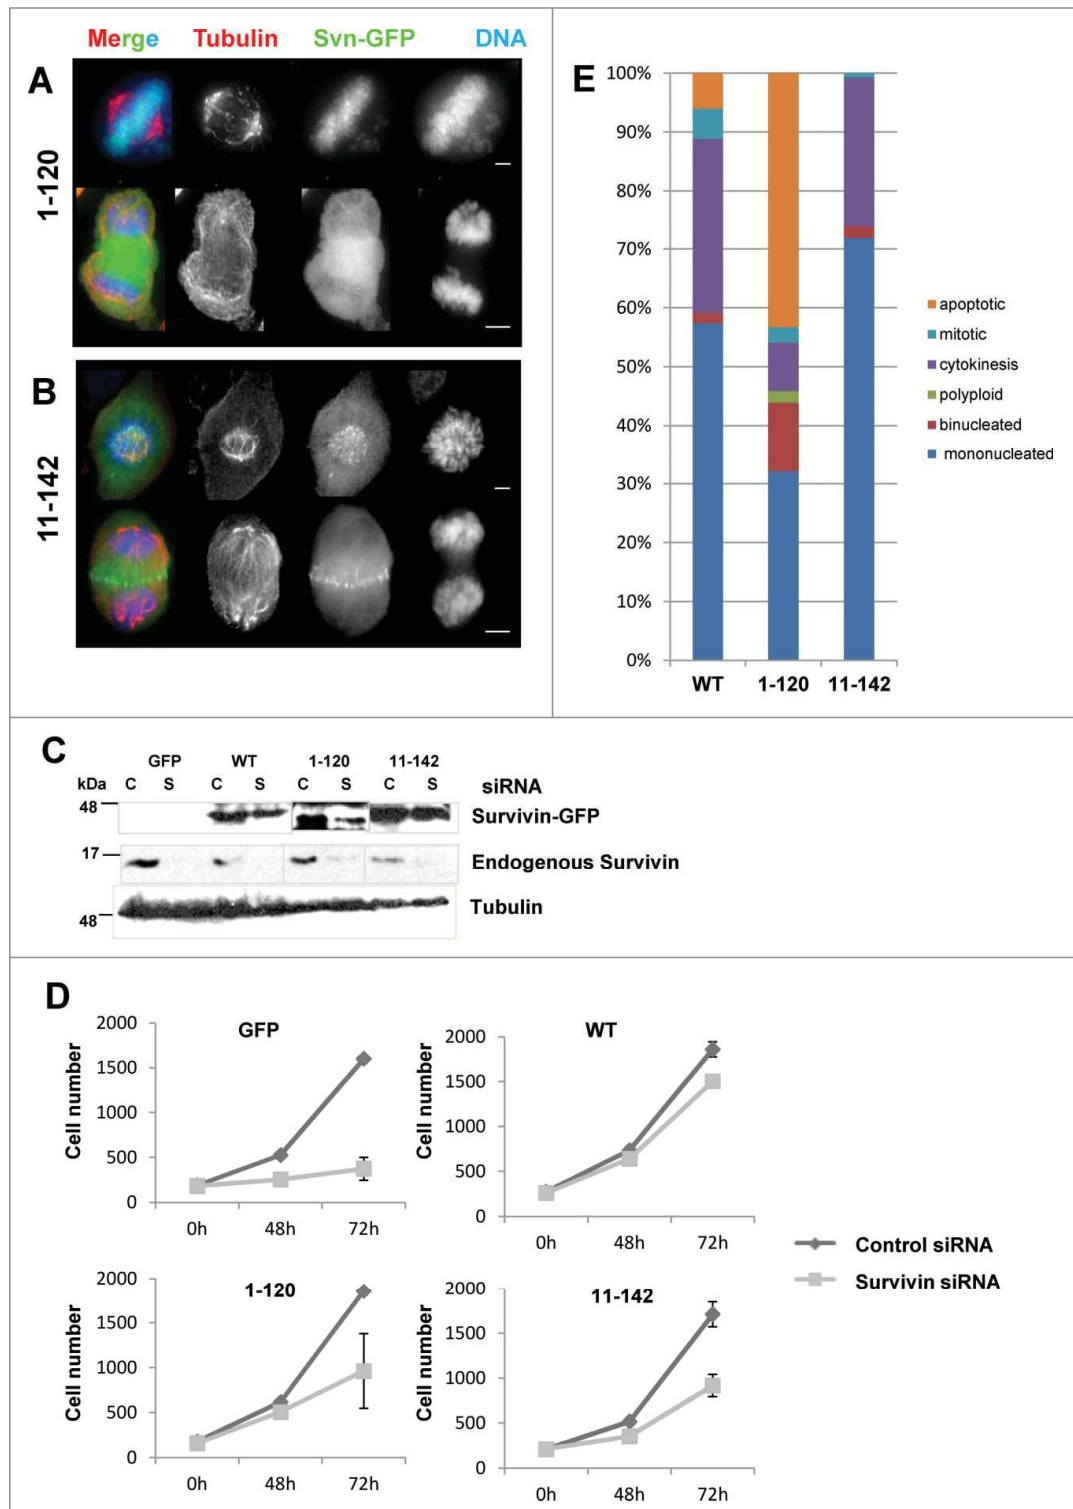 Merge Tubulin Svn-GFP DNA
A
1-120
B
11-142
E
100%
90%
80%
70%
60%
50%
40%
30%
20%
10%
0%
WT 1-120 11-142
apoptotic
mitotic
cytokinesis
polyploid
binucleated
mononucleated
C
GFP WT 1-120 11-142
kDa C S C S C S C S siRNA
48 Survivin-GFP
17 Endogenous Survivin
48 Tubulin
D
GFP
Cell number
2000
1500
1000
500
0
0h 48h 72h
WT
Cell number
2000
1500
1000
500
0
0h 48h 72h
Control siRNA
Survivin siRNA
1-120
Cell number
2000
1500
1000
500
0
0h 48h 72h
11-142
Cell number
2000
1500
1000
500
0
0h 48h 72h